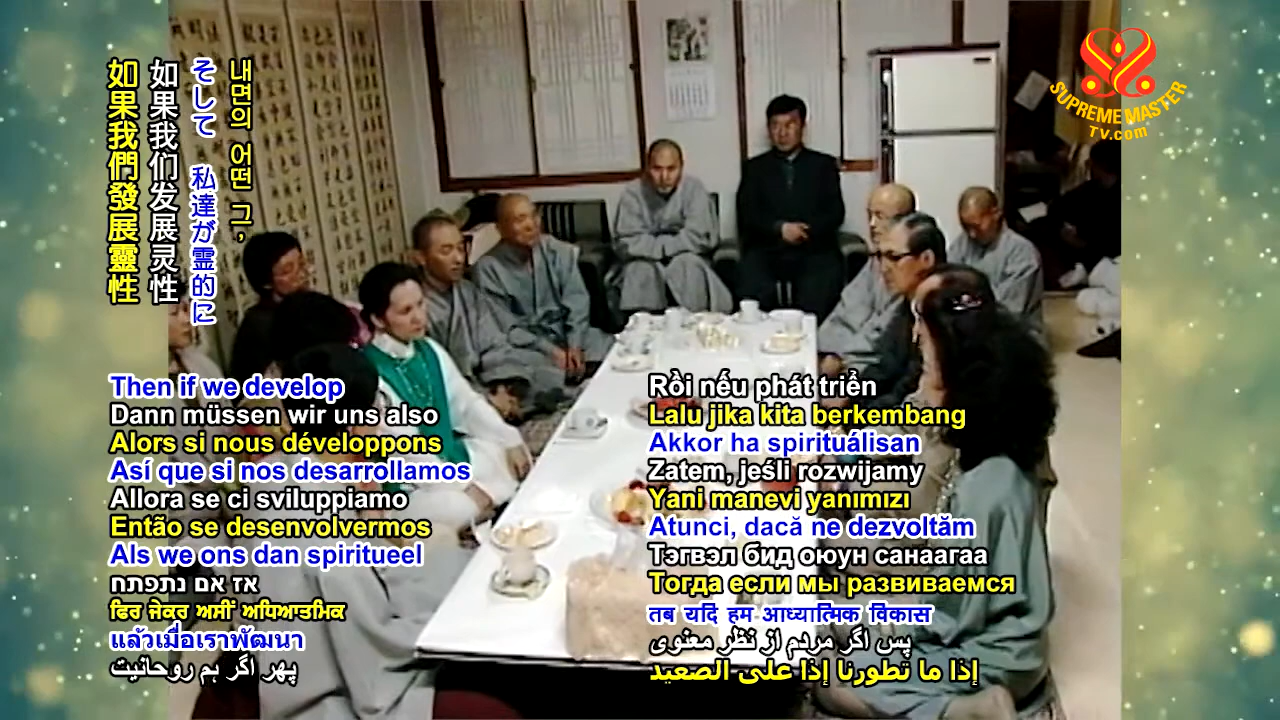 如果我們發展靈性
如果我们发展灵性
そして 私達が霊的に
내면의 어떤 그,
SUPREME MASTER
TV.com
Then if we develop
Dann müssen wir uns also
Alors si nous développons
Así que si nos desarrollamos
Allora se ci sviluppiamo
Então se desenvolvermos
Als we ons dan spiritueel
אז אם נתפתח
ਫਿਰ ਜੇਕਰ ਅਸੀਂ ਅਧਿਆਤਮਿਕ
แล้วเมื่อเราพัฒนา
پھر اگر ہم روحانیت
Rồi nếu phát triển
Lalu jika kita berkembang
Akkor ha spirituálisan
Zatem, jeśli rozwijamy
Yani manevi yanımızı
Atunci, dacă ne dezvoltăm
Тэгвэл бид оюун санаагаа
Тогда если мы развиваемся
तब यदि हम आध्यात्मिक विकास
پس اگر مردم از نظر معنوی
إذا ما تطورنا إذا على الصعيد